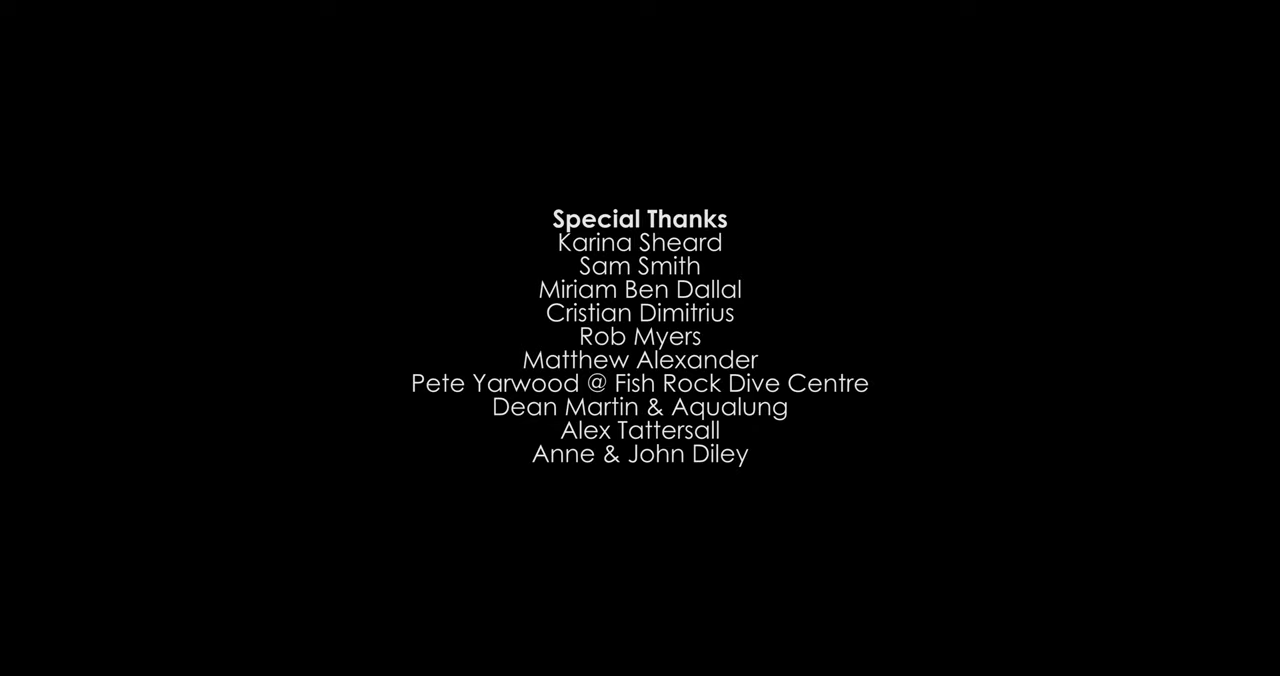 Special Thanks
Karina Sheard
Sam Smith
Miriam Ben Dallal
Cristian Dimitrius
Rob Myers
Matthew Alexander
Pete Yarwood @ Fish Rock Dive Centre
Dean Martin & Aqualung
Alex Tattersall
Anne & John Diley